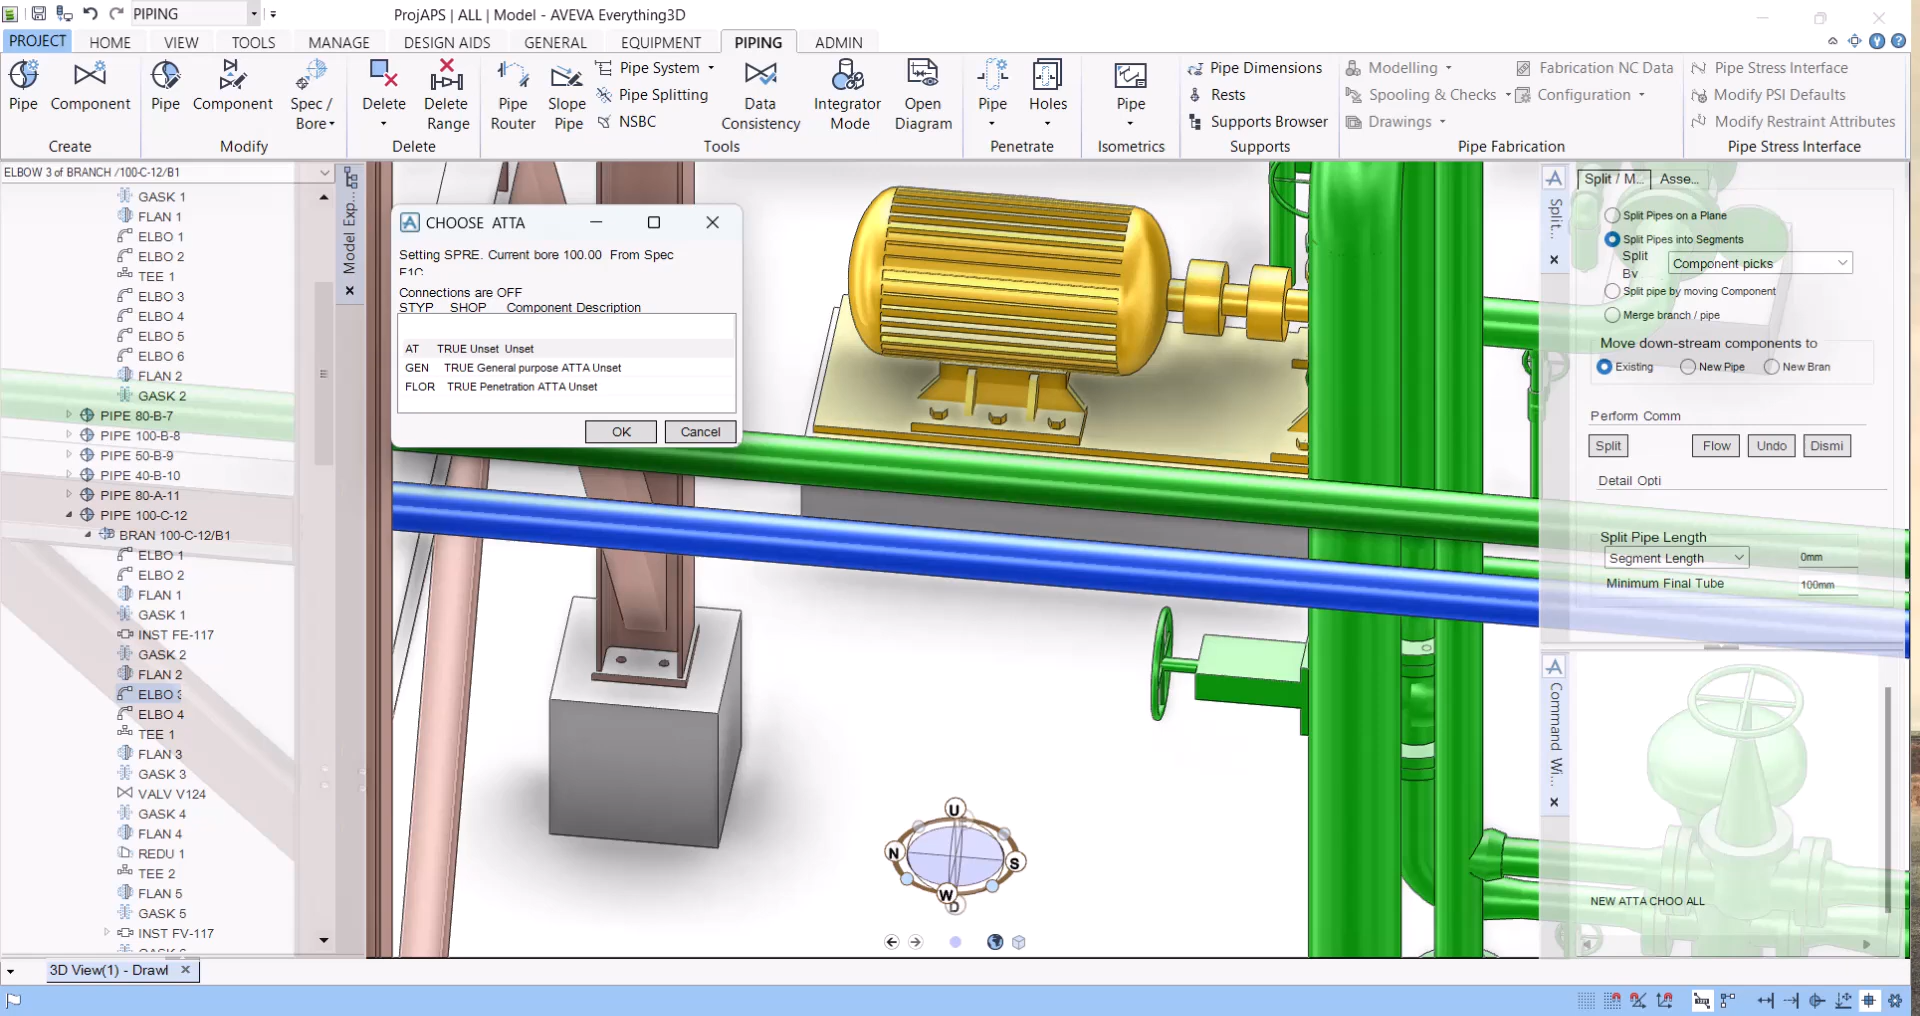 PIPING
ProjAPS | ALL | Model - AVEVA Everything3D
PROJECT HOME VIEW TOOLS MANAGE DESIGN AIDS GENERAL EQUIPMENT PIPING ADMIN
Pipe
Component
Create
Pipe
Component
Spec / Bore
Modify
Delete
Delete Range
Delete
Pipe Router
Slope Pipe
Pipe System
Pipe Splitting
NSBC
Data Consistency
Integrator Mode
Open Diagram
Tools
Pipe
Holes
Penetrate
Pipe
Isometrics
Pipe Dimensions
Rests
Supports Browser
Supports
Modelling
Spooling & Checks
Drawings
Fabrication NC Data
Configuration
Pipe Fabrication
Pipe Stress Interface
Modify PSI Defaults
Modify Restraint Attributes
Pipe Stress Interface
ELBOW 3 of BRANCH /100-C-12/B1
GASK 1
FLAN 1
ELBO 1
ELBO 2
TEE 1
ELBO 3
ELBO 4
ELBO 5
ELBO 6
FLAN 2
GASK 2
PIPE 80-B-7
PIPE 100-B-8
PIPE 50-B-9
PIPE 40-B-10
PIPE 80-A-11
PIPE 100-C-12
BRAN 100-C-12/B1
ELBO 1
ELBO 2
FLAN 1
GASK 1
INST FE-117
GASK 2
FLAN 2
ELBO 3
ELBO 4
TEE 1
FLAN 3
GASK 3
VALV V124
GASK 4
FLAN 4
REDU 1
TEE 2
FLAN 5
GASK 5
INST FV-117
Model Exp...
CHOOSE ATTA
Setting SPRE. Current bore 100.00 From Spec
F1C
Connections are OFF
STYP SHOP Component Description
AT TRUE Unset Unset
GEN TRUE General purpose ATTA Unset
FLOR TRUE Penetration ATTA Unset
OK Cancel
U
N
S
W
D
Split...
Split / M... Asse...
Split Pipes on a Plane
Split Pipes into Segments
Split By Component picks
Split pipe by moving Component
Merge branch / pipe
Move down-stream components to
Existing New Pipe New Bran
Perform Comm
Split Flow Undo Dismi
Detail Opti
Split Pipe Length
Segment Length 0mm
Minimum Final Tube 100mm
Command Wi...
NEW ATTA CHOO ALL
3D View(1) - Drawl